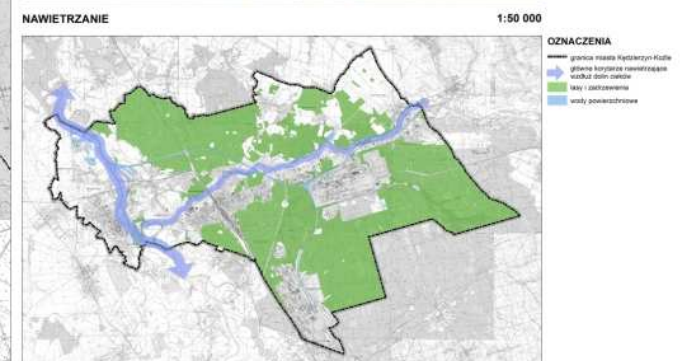 NAWIETRZANIE
1:50 000
OZNACZENIA
granica miasta Kędzierzyn-Koźle
główne korytarze nawietrzające
wzdłuż dolin cieków
lasy i zadrzewienia
wody powierzchniowe